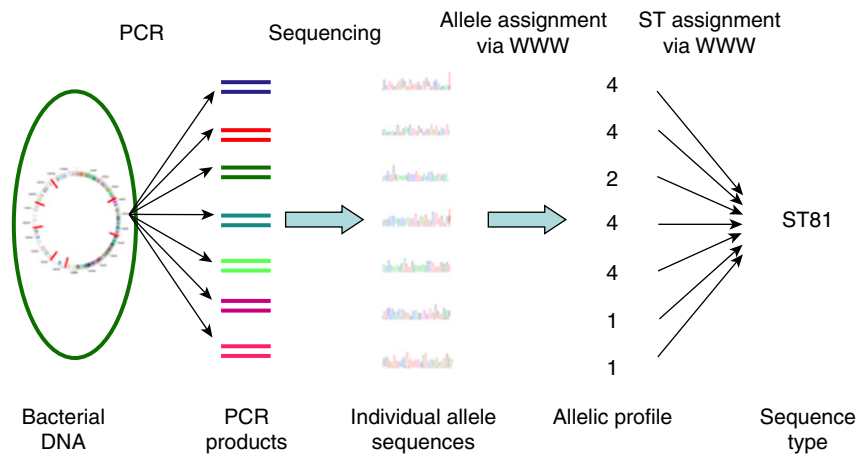 PCR
Sequencing
Allele assignment
via WWW
ST assignment
via WWW
4
4
2
4
4
1
1
ST81
Bacterial
DNA
PCR
products
Individual allele
sequences
Allelic profile
Sequence
type